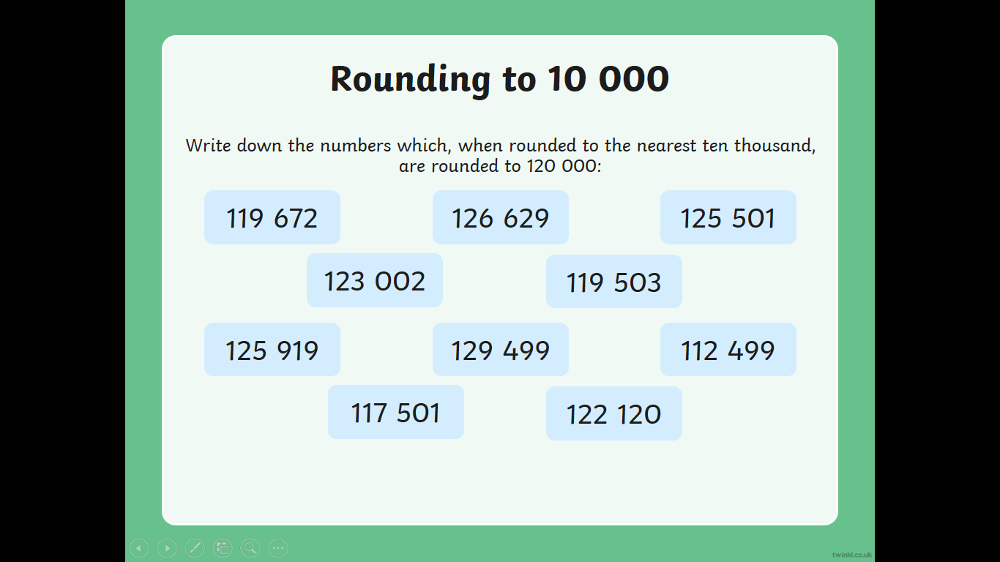 Rounding to 10 000
Write down the numbers which, when rounded to the nearest ten thousand,
are rounded to 120 000:
119 672
126 629
125 501
123 002
119 503
125 919
129 499
112 499
117 501
122 120
twinkl.co.uk